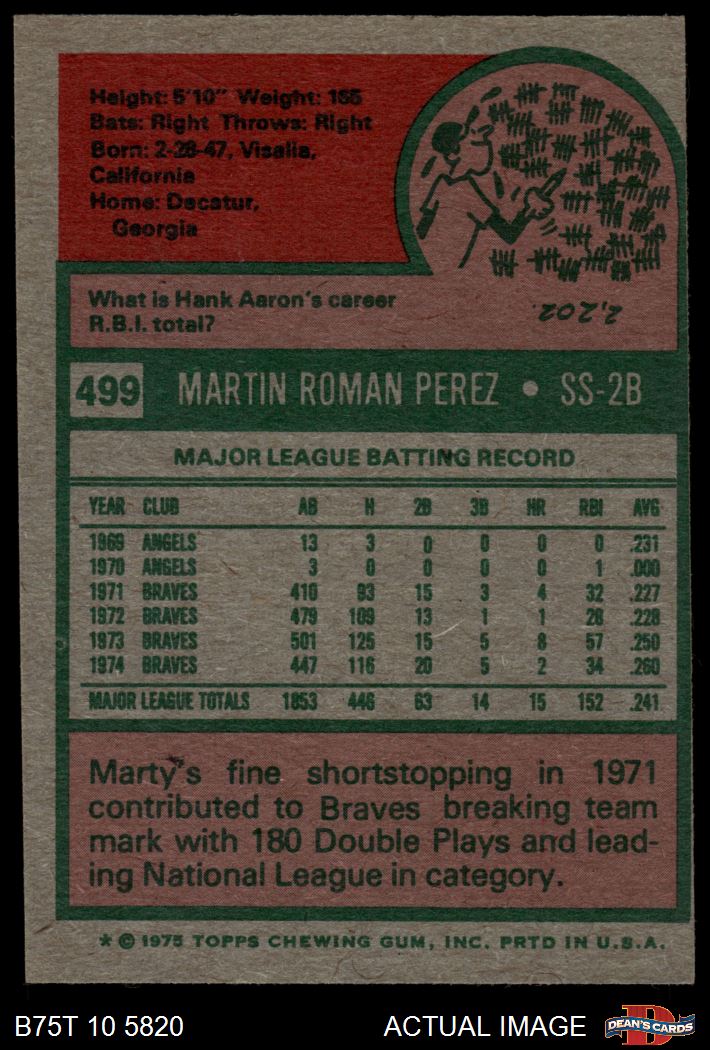 Height: 5'10" Weight: 165
Bats: Right Throws: Right
Born: 2-28-47, Visalia,
California
Home: Decatur,
Georgia
What is Hank Aaron's career
R.B.I. total?
2,202.
499 MARTIN ROMAN PEREZ • SS-2B
MAJOR LEAGUE BATTING RECORD
YEAR CLUB AB H 2B 3B HR RBI AVG
1969 ANGELS 13 3 0 0 0 0 .231
1970 ANGELS 3 0 0 0 0 1 .000
1971 BRAVES 410 93 15 3 4 32 .227
1972 BRAVES 479 109 13 1 1 28 .228
1973 BRAVES 501 125 15 5 8 57 .250
1974 BRAVES 447 116 20 5 2 34 .260
MAJOR LEAGUE TOTALS 1853 446 63 14 15 152 .241
Marty's fine shortstopping in 1971
contributed to Braves breaking team
mark with 180 Double Plays and lead-
ing National League in category.
* © 1975 TOPPS CHEWING GUM, INC. PRTD IN U.S.A.
B75T 10 5820 ACTUAL IMAGE DEAN'S CARDS